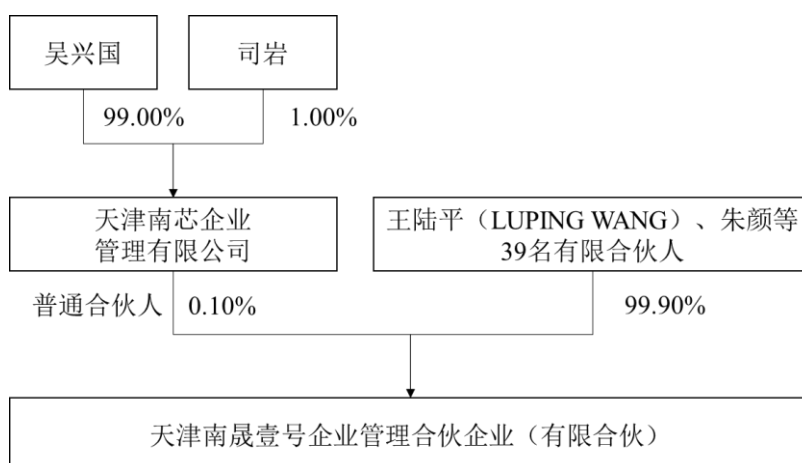 吴兴国
司岩
99.00%
1.00%
天津南芯企业
管理有限公司
王陆平（LUPING WANG）、朱颜等
39名有限合伙人
普通合伙人
0.10%
99.90%
天津南晟壹号企业管理合伙企业（有限合伙）